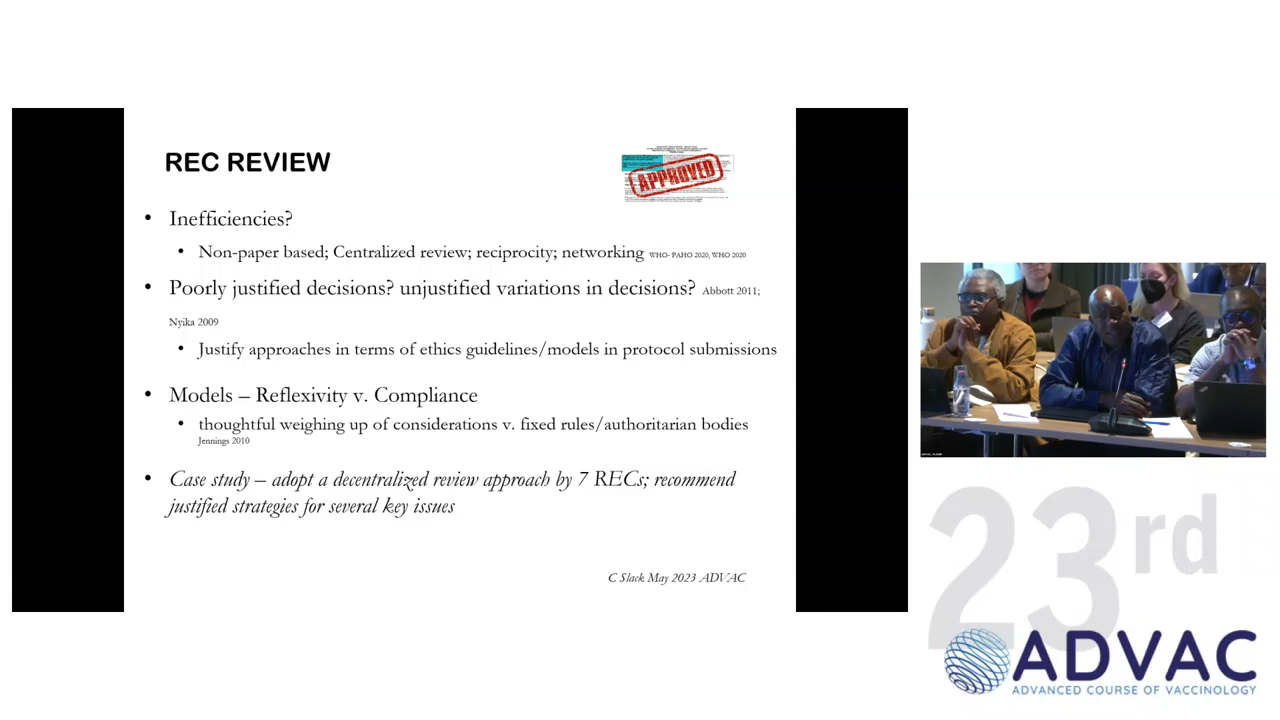 REC REVIEW
APPROVED
• Inefficiencies?
• Non-paper based; Centralized review; reciprocity; networking WHO- PAHO 2020, WHO 2020
• Poorly justified decisions? unjustified variations in decisions? Abbott 2011;
Nyika 2009
• Justify approaches in terms of ethics guidelines/models in protocol submissions
• Models – Reflexivity v. Compliance
• thoughtful weighing up of considerations v. fixed rules/authoritarian bodies
Jennings 2010
• Case study – adopt a decentralized review approach by 7 RECs; recommend
justified strategies for several key issues
C Slack May 2023 ADVAC
23rd
ADVAC
ADVANCED COURSE OF VACCINOLOGY